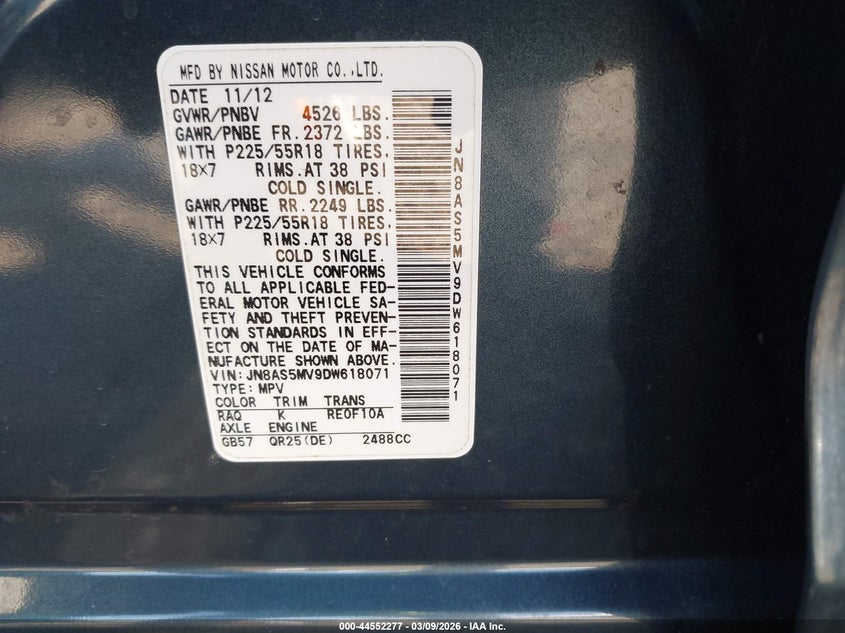 MFD BY NISSAN MOTOR CO.,LTD.
DATE 11/12
GVWR/PNBV 4526 LBS.
GAWR/PNBE FR. 2372 LBS.
WITH P225/55R18 TIRES,
18X7 RIMS.AT 38 PSI
COLD SINGLE.
GAWR/PNBE RR. 2249 LBS.
WITH P225/55R18 TIRES,
18X7 RIMS.AT 38 PSI
COLD SINGLE.
THIS VEHICLE CONFORMS
TO ALL APPLICABLE FED-
ERAL MOTOR VEHICLE SA-
FETY AND THEFT PREVEN-
TION STANDARDS IN EFF-
ECT ON THE DATE OF MA-
NUFACTURE SHOWN ABOVE.
VIN: JN8AS5MV9DW618071
TYPE: MPV
COLOR TRIM TRANS
RAQ K RE0F10A
AXLE ENGINE
GB57 QR25(DE) 2488CC
JN8AS5MV9DW618071
000-44552277 — 03/09/2026 — IAA Inc.